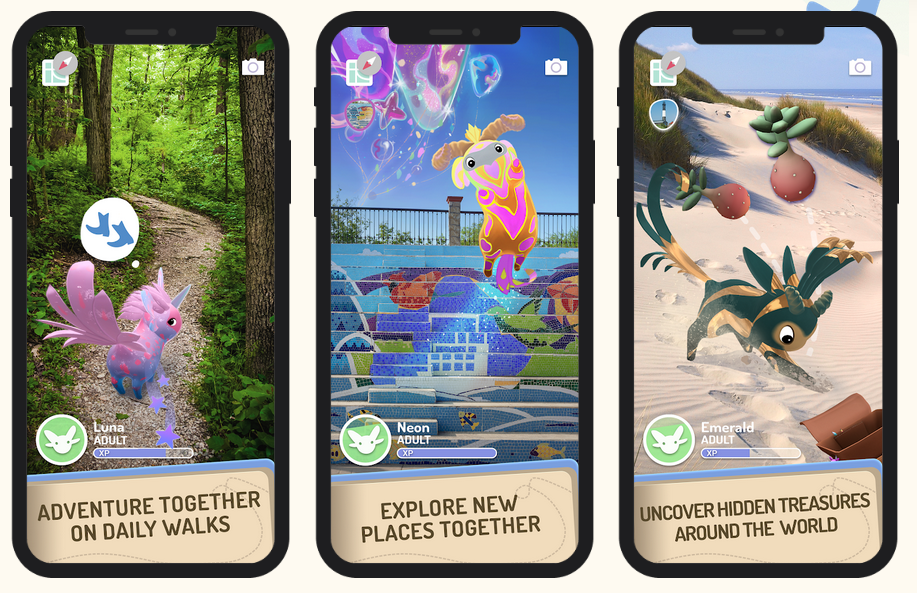 Luna
ADULT
XP
ADVENTURE TOGETHER
ON DAILY WALKS
Neon
ADULT
XP
EXPLORE NEW
PLACES TOGETHER
Emerald
ADULT
XP
UNCOVER HIDDEN TREASURES
AROUND THE WORLD